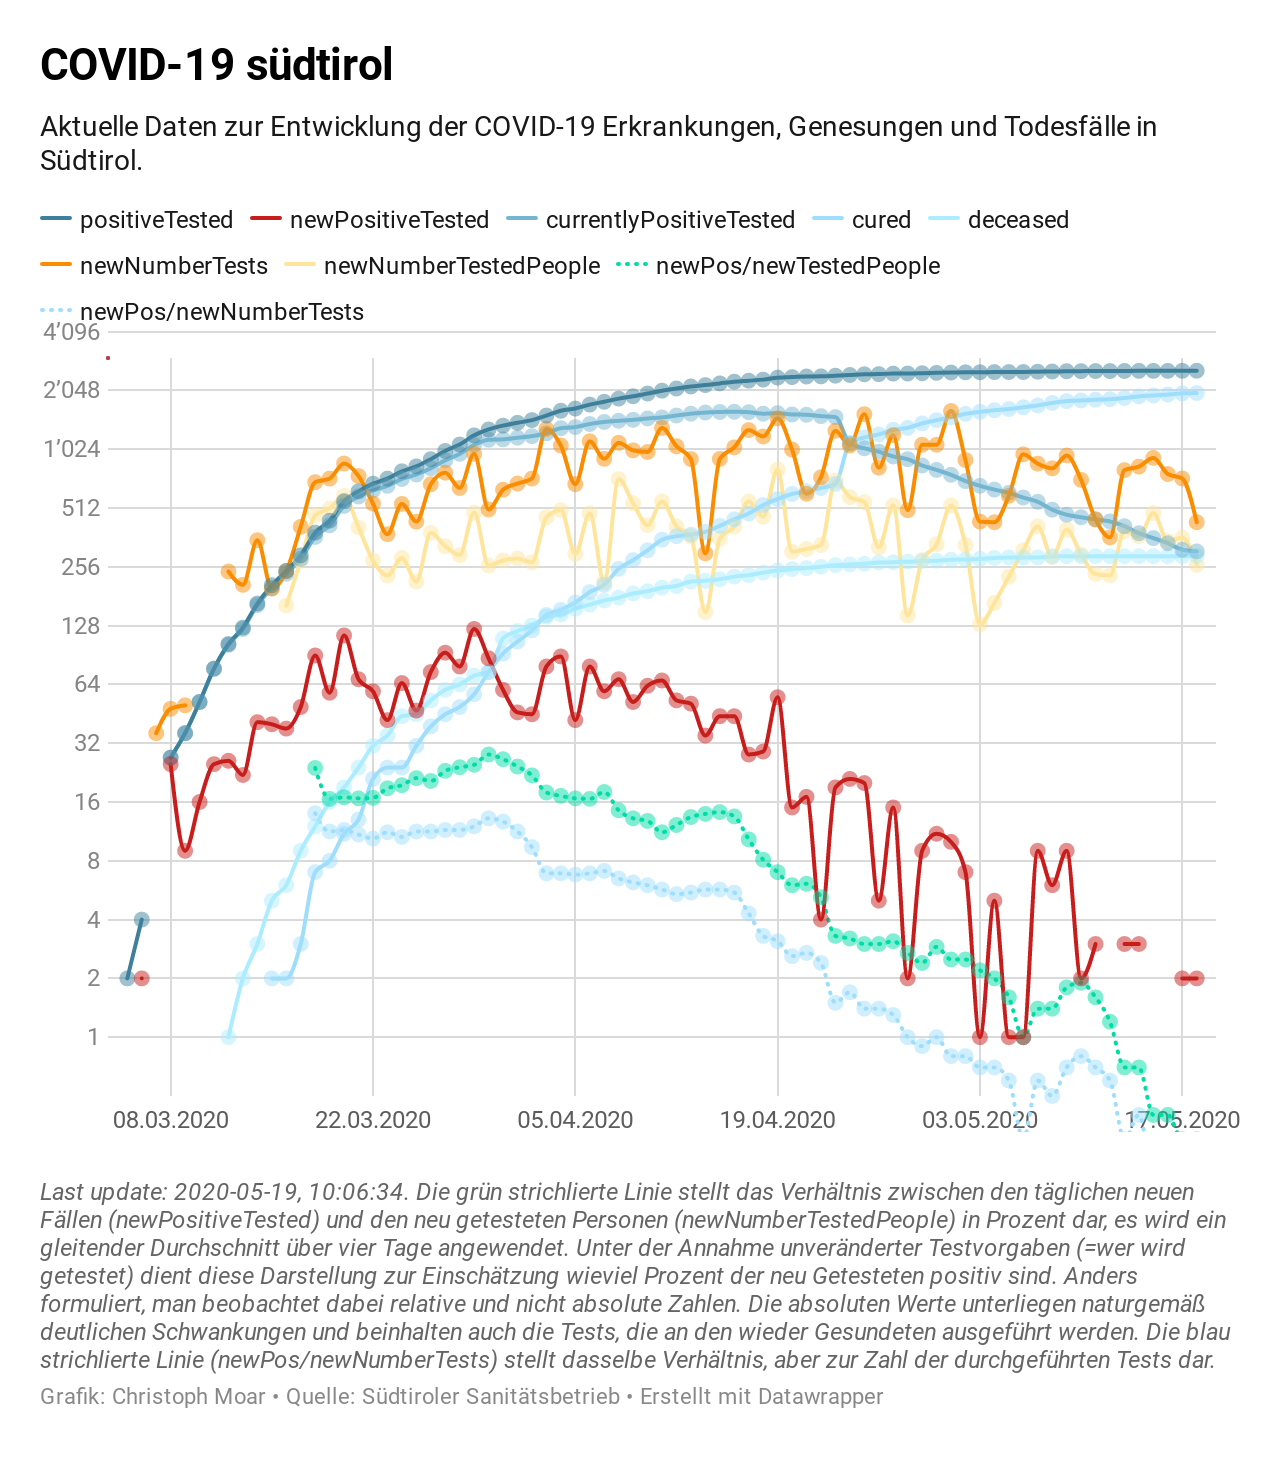 COVID-19 südtirol
Aktuelle Daten zur Entwicklung der COVID-19 Erkrankungen, Genesungen und Todesfälle in
Südtirol.
positiveTested newPositiveTested currentlyPositiveTested cured deceased
newNumberTests newNumberTestedPeople newPos/newTestedPeople
newPos/newNumberTests
4’096
2’048
1’024
512
256
128
64
32
16
8
4
2
1
08.03.2020 22.03.2020 05.04.2020 19.04.2020 03.05.2020 17.05.2020
Last update: 2020-05-19, 10:06:34. Die grün strichlierte Linie stellt das Verhältnis zwischen den täglichen neuen
Fällen (newPositiveTested) und den neu getesteten Personen (newNumberTestedPeople) in Prozent dar, es wird ein
gleitender Durchschnitt über vier Tage angewendet. Unter der Annahme unveränderter Testvorgaben (=wer wird
getestet) dient diese Darstellung zur Einschätzung wieviel Prozent der neu Getesteten positiv sind. Anders
formuliert, man beobachtet dabei relative und nicht absolute Zahlen. Die absoluten Werte unterliegen naturgemäß
deutlichen Schwankungen und beinhalten auch die Tests, die an den wieder Gesundeten ausgeführt werden. Die blau
strichlierte Linie (newPos/newNumberTests) stellt dasselbe Verhältnis, aber zur Zahl der durchgeführten Tests dar.
Grafik: Christoph Moar • Quelle: Südtiroler Sanitätsbetrieb • Erstellt mit Datawrapper